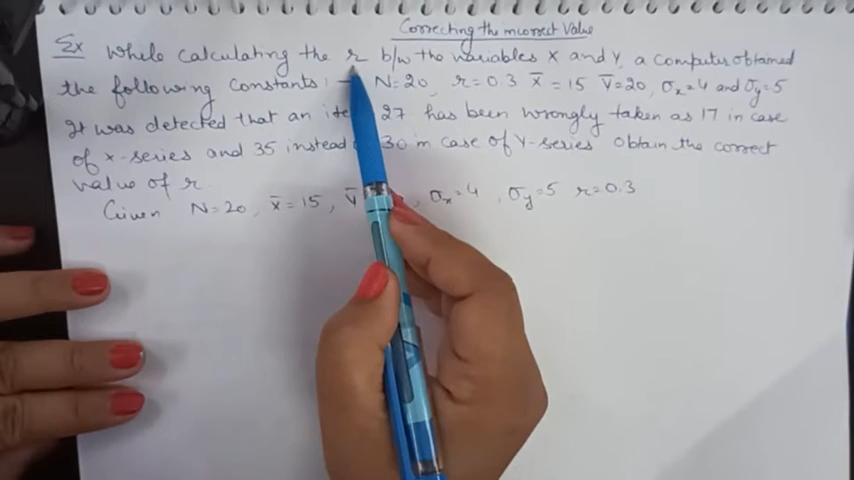 Correcting the incorrect Value
Ex While calculating the r b/w the variables X and Y, a computer obtained
the following constants :- N=20, r=0.3 X̅=15 Y̅=20, σx=4 and σy=5
It was detected that an 27 has been wrongly taken as 17 in case
of X-series and 35 instead 30 in case of Y-series Obtain the correct
value of r.
Given N=20, X̅=15, Y̅ , σx=4, σy=5 r=0.3